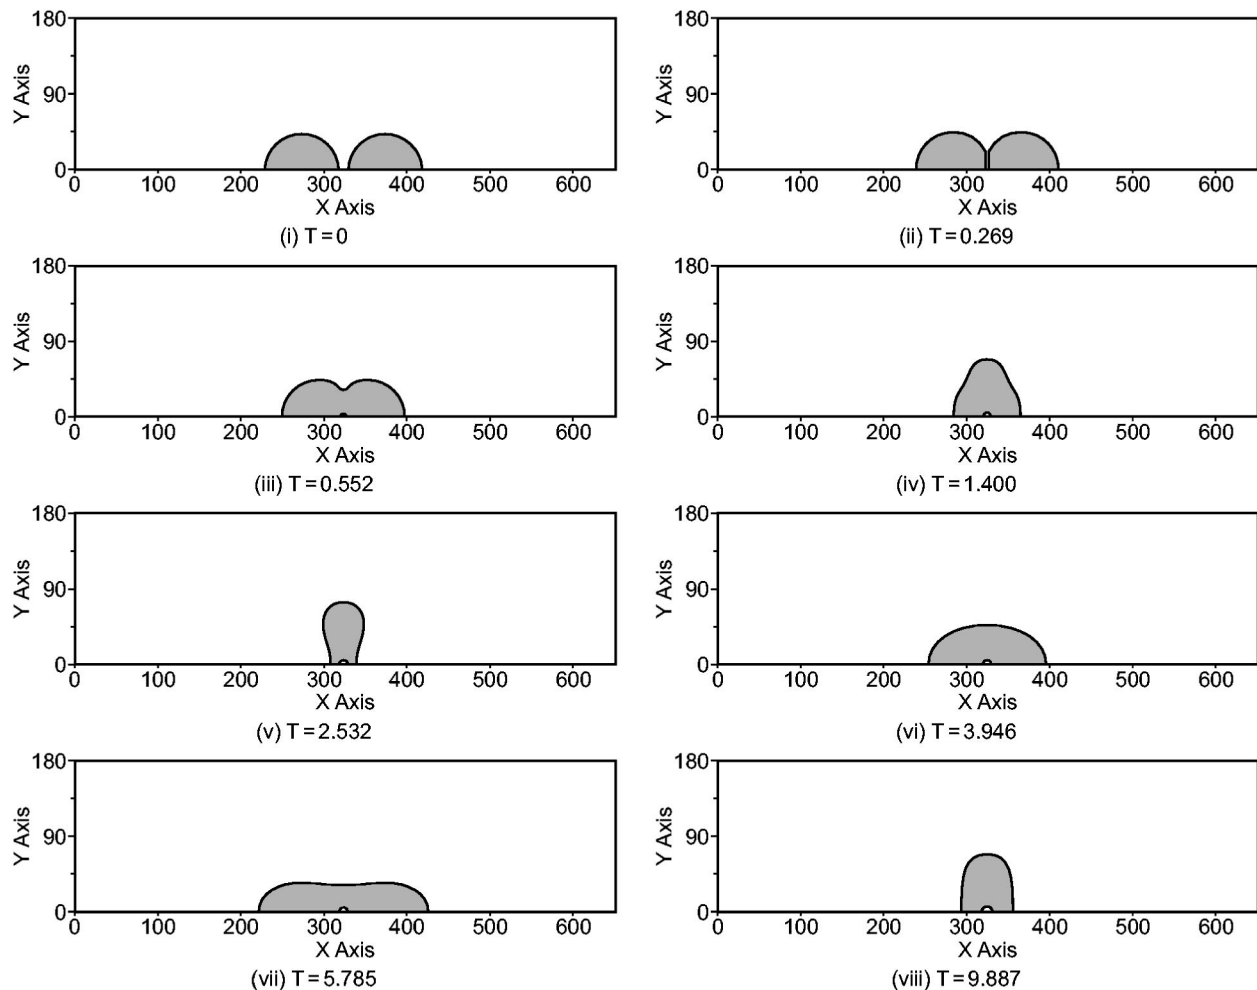 180
90
0
Y Axis
0 100 200 300 400 500 600
X Axis
(i) T=0
180
90
0
Y Axis
0 100 200 300 400 500 600
X Axis
(ii) T=0.269
180
90
0
Y Axis
0 100 200 300 400 500 600
X Axis
(iii) T=0.552
180
90
0
Y Axis
0 100 200 300 400 500 600
X Axis
(iv) T=1.400
180
90
0
Y Axis
0 100 200 300 400 500 600
X Axis
(v) T=2.532
180
90
0
Y Axis
0 100 200 300 400 500 600
X Axis
(vi) T=3.946
180
90
0
Y Axis
0 100 200 300 400 500 600
X Axis
(vii) T=5.785
180
90
0
Y Axis
0 100 200 300 400 500 600
X Axis
(viii) T=9.887